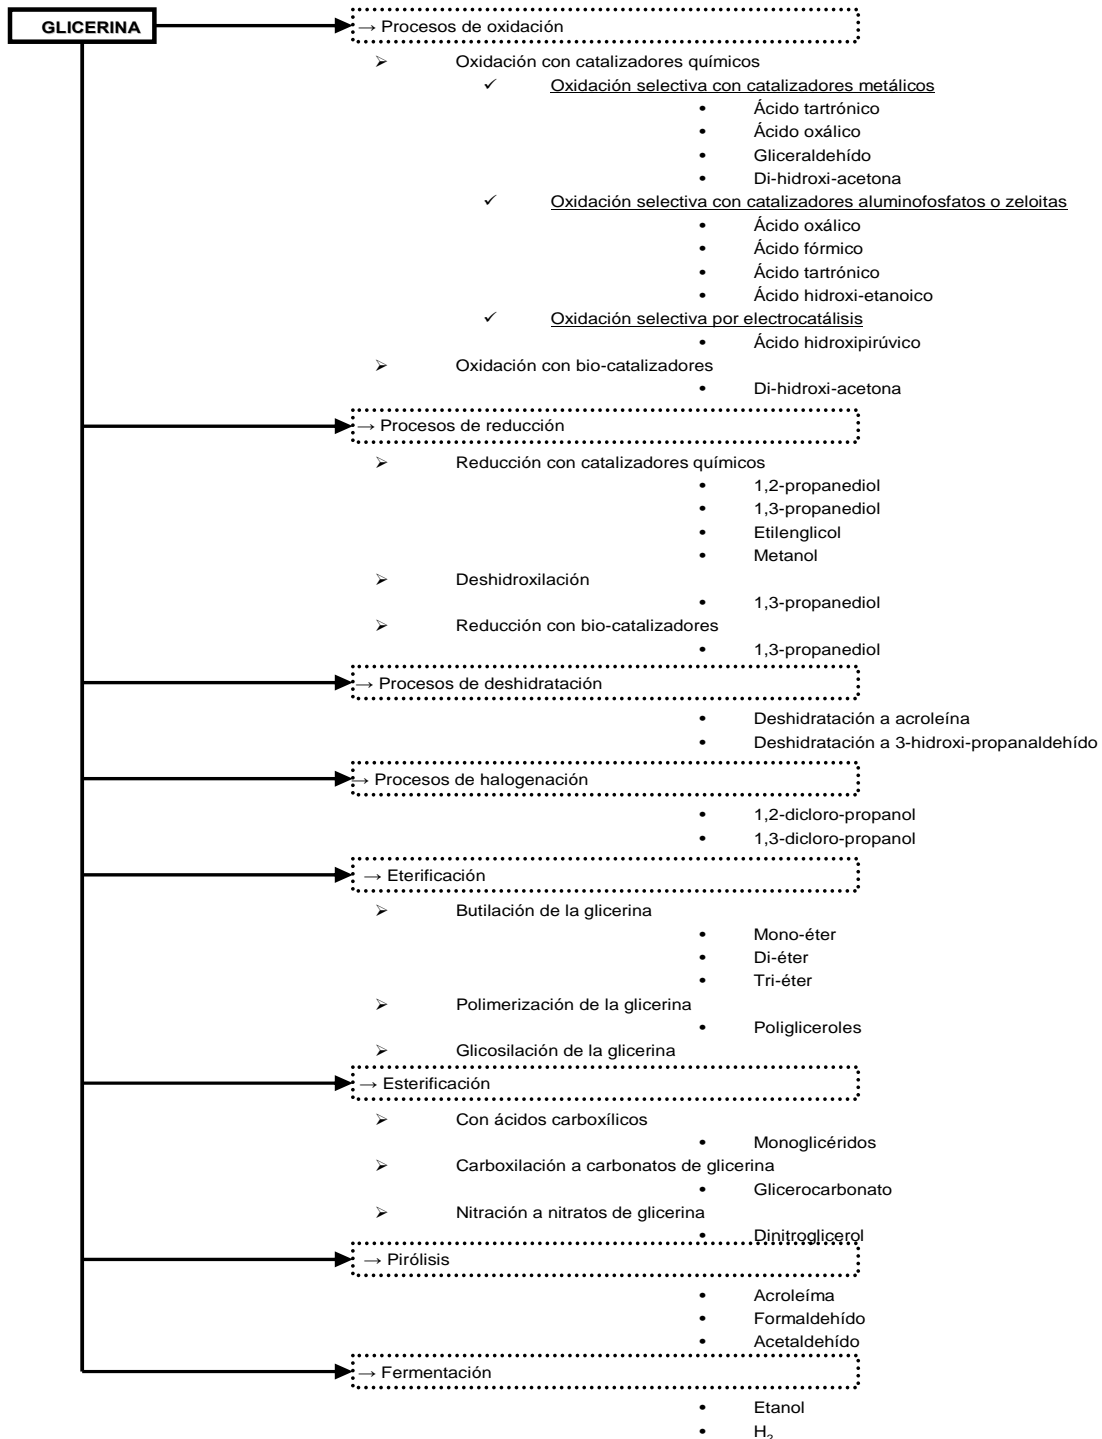 GLICERINA
→ Procesos de oxidación
➢ Oxidación con catalizadores químicos
✓ Oxidación selectiva con catalizadores metálicos
• Ácido tartrónico
• Ácido oxálico
• Gliceraldehído
• Di-hidroxi-acetona
✓ Oxidación selectiva con catalizadores aluminofosfatos o zeloitas
• Ácido oxálico
• Ácido fórmico
• Ácido tartrónico
• Ácido hidroxi-etanoico
✓ Oxidación selectiva por electrocatálisis
• Ácido hidroxipirúvico
➢ Oxidación con bio-catalizadores
• Di-hidroxi-acetona
→ Procesos de reducción
➢ Reducción con catalizadores químicos
• 1,2-propanediol
• 1,3-propanediol
• Etilenglicol
• Metanol
➢ Deshidroxilación
• 1,3-propanediol
➢ Reducción con bio-catalizadores
• 1,3-propanediol
→ Procesos de deshidratación
• Deshidratación a acroleína
• Deshidratación a 3-hidroxi-propanaldehído
→ Procesos de halogenación
• 1,2-dicloro-propanol
• 1,3-dicloro-propanol
→ Eterificación
➢ Butilación de la glicerina
• Mono-éter
• Di-éter
• Tri-éter
➢ Polimerización de la glicerina
• Poligliceroles
➢ Glicosilación de la glicerina
→ Esterificación
➢ Con ácidos carboxílicos
• Monoglicéridos
➢ Carboxilación a carbonatos de glicerina
• Glicerocarbonato
➢ Nitración a nitratos de glicerina
• Dinitroglicerol
→ Pirólisis
• Acroleíma
• Formaldehído
• Acetaldehído
→ Fermentación
• Etanol
• H₂